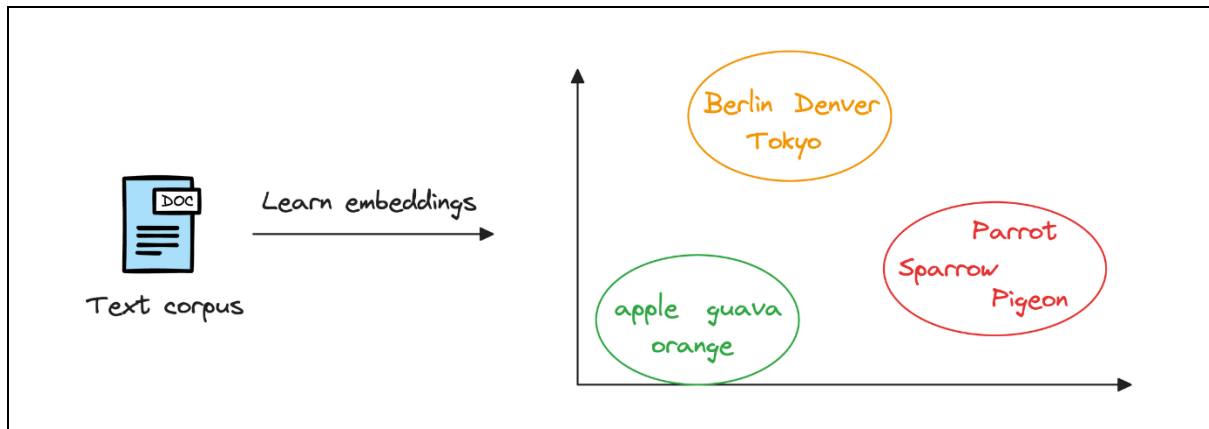 DOC
Text corpus
Learn embeddings
Berlin Denver
Tokyo
Parrot
Sparrow
Pigeon
apple guava
orange